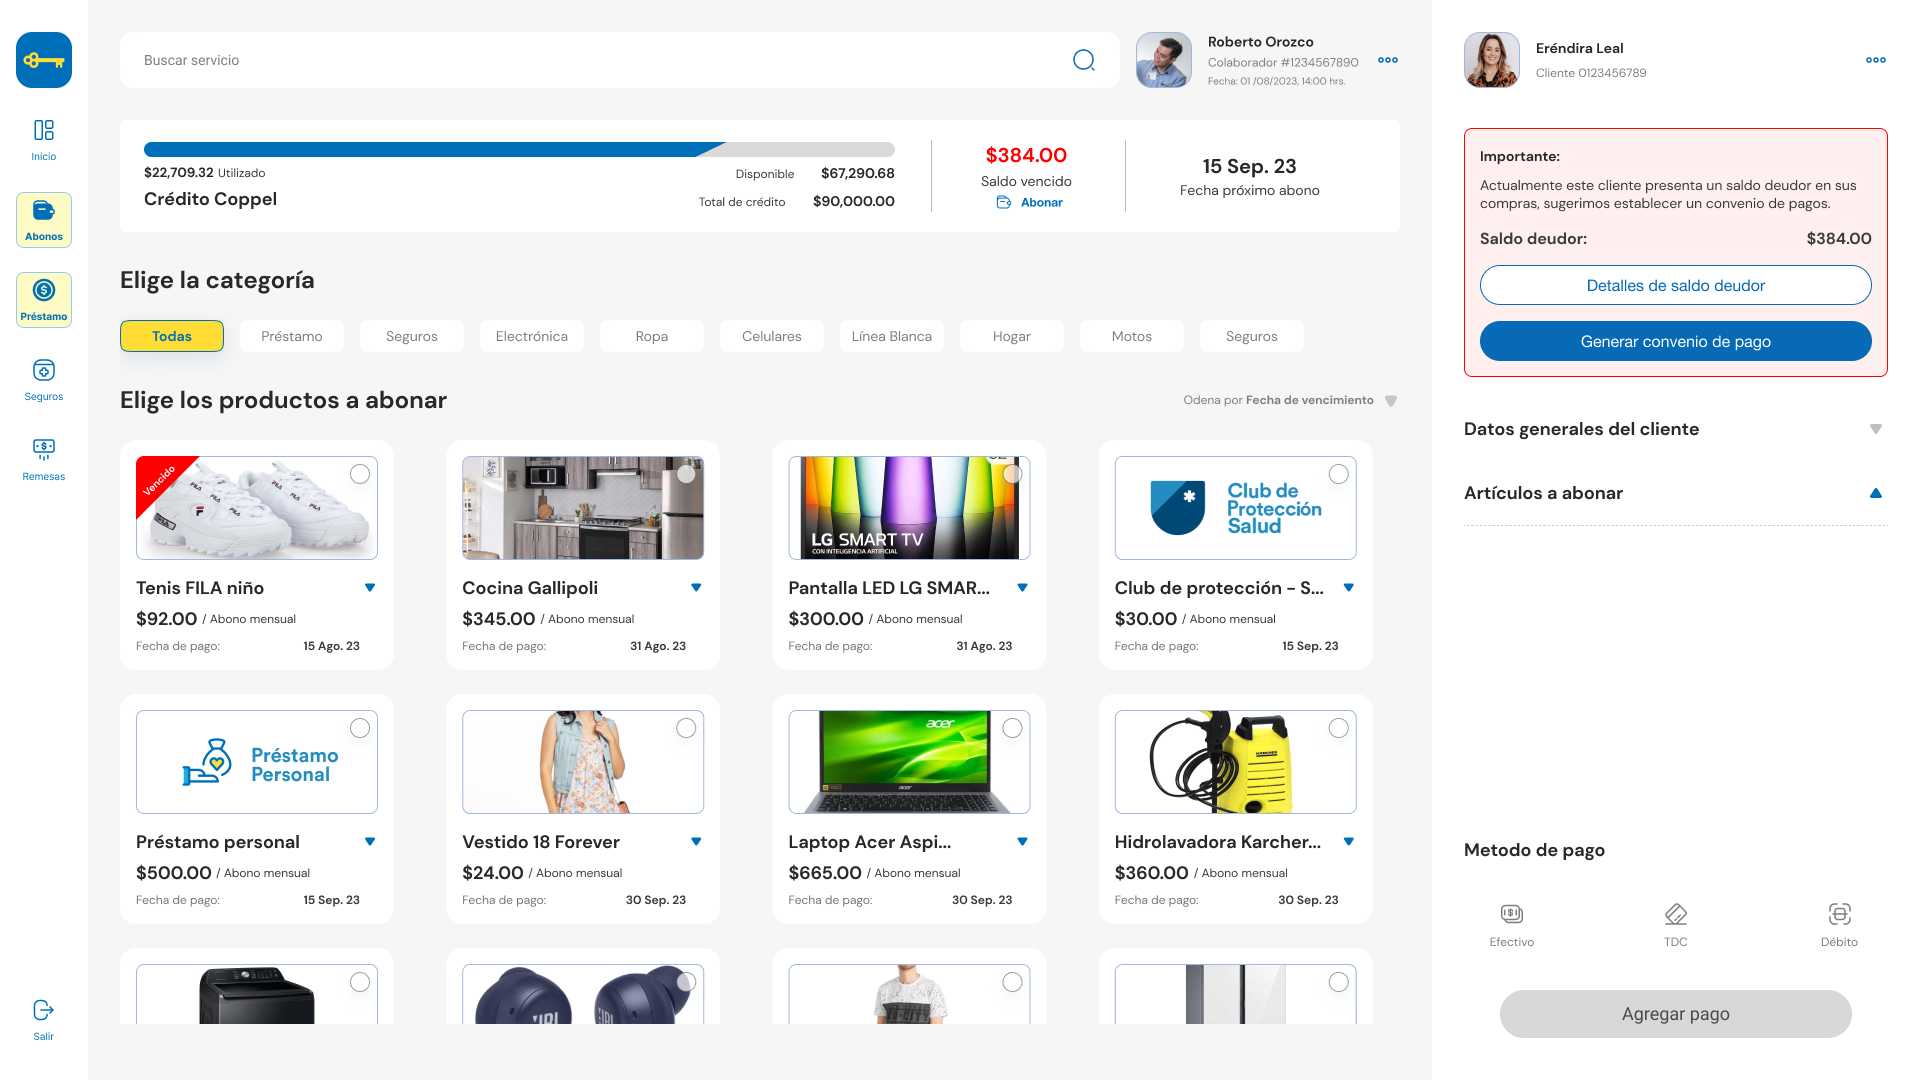 Inicio
Abonos
Préstamo
Seguros
Remesas
Salir
Buscar servicio
Roberto Orozco
Colaborador #1234567890
Fecha: 01 /08/2023, 14:00 hrs.
$22,709.32 Utilizado
Crédito Coppel
Disponible $67,290.68
Total de crédito $90,000.00
$384.00
Saldo vencido
Abonar
15 Sep. 23
Fecha próximo abono
Elige la categoría
Todas
Préstamo
Seguros
Electrónica
Ropa
Celulares
Línea Blanca
Hogar
Motos
Seguros
Elige los productos a abonar
Odena por Fecha de vencimiento
Vencido
FILA
Tenis FILA niño
$92.00 / Abono mensual
Fecha de pago: 15 Ago. 23
Cocina Gallipoli
$345.00 / Abono mensual
Fecha de pago: 31 Ago. 23
LG SMART TV
CON INTELIGENCIA ARTIFICIAL
Pantalla LED LG SMAR...
$300.00 / Abono mensual
Fecha de pago: 31 Ago. 23
Club de
Protección
Salud
Club de protección - S...
$30.00 / Abono mensual
Fecha de pago: 15 Sep. 23
Préstamo
Personal
Préstamo personal
$500.00 / Abono mensual
Fecha de pago: 15 Sep. 23
Vestido 18 Forever
$24.00 / Abono mensual
Fecha de pago: 30 Sep. 23
acer
acer
Laptop Acer Aspi...
$665.00 / Abono mensual
Fecha de pago: 30 Sep. 23
KARCHER
Hidrolavadora Karcher...
$360.00 / Abono mensual
Fecha de pago: 30 Sep. 23
JBL
Eréndira Leal
Cliente 0123456789
Importante:
Actualmente este cliente presenta un saldo deudor en sus
compras, sugerimos establecer un convenio de pagos.
Saldo deudor: $384.00
Detalles de saldo deudor
Generar convenio de pago
Datos generales del cliente
Artículos a abonar
Metodo de pago
Efectivo
TDC
Débito
Agregar pago